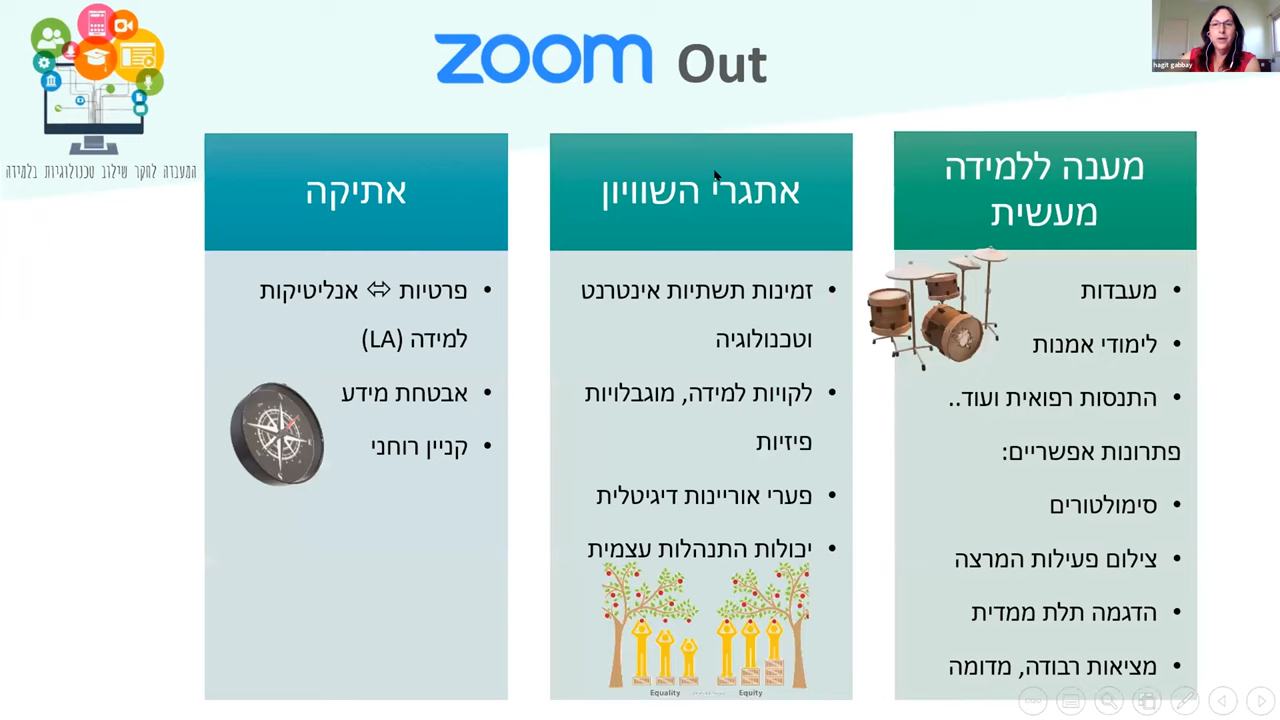 zoom Out
hagit gabbay
המעבדה לחקר שילוב טכנולוגיות בלמידה
מענה ללמידה
מעשית
• מעבדות
• לימודי אמנות
• התנסות רפואית ועוד..
פתרונות אפשריים:
• סימולטורים
• צילום פעילות המרצה
• הדגמה תלת ממדית
• מציאות רבודה, מדומה
אתגרי השוויון
• זמינות תשתיות אינטרנט
וטכנולוגיה
• לקויות למידה, מוגבלויות
פיזיות
• פערי אוריינות דיגיטלית
• יכולות התנהלות עצמית
Equality
Equity
אתיקה
• פרטיות ⇔ אנליטיקות
למידה (LA)
• אבטחת מידע
• קניין רוחני